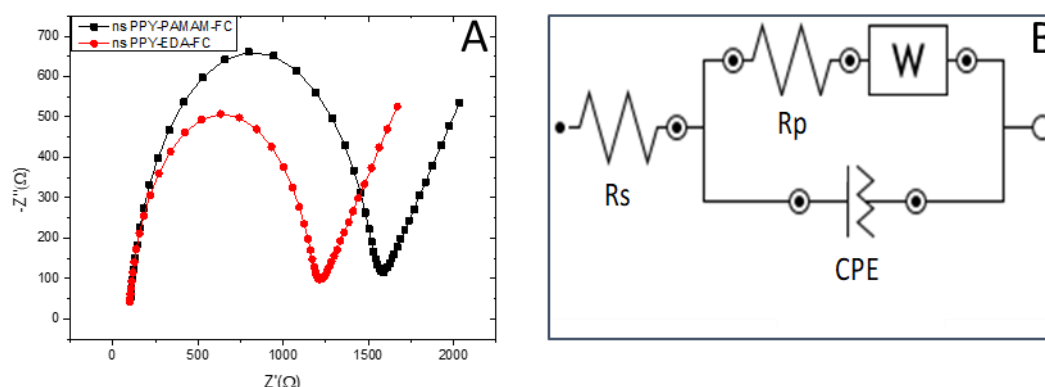 ns PPY-PAMAM-FC
ns PPY-EDA-FC
A
-Z''(Ω)
700
600
500
400
300
200
100
0
0
500
1000
1500
2000
Z'(Ω)
B
W
Rp
Rs
CPE